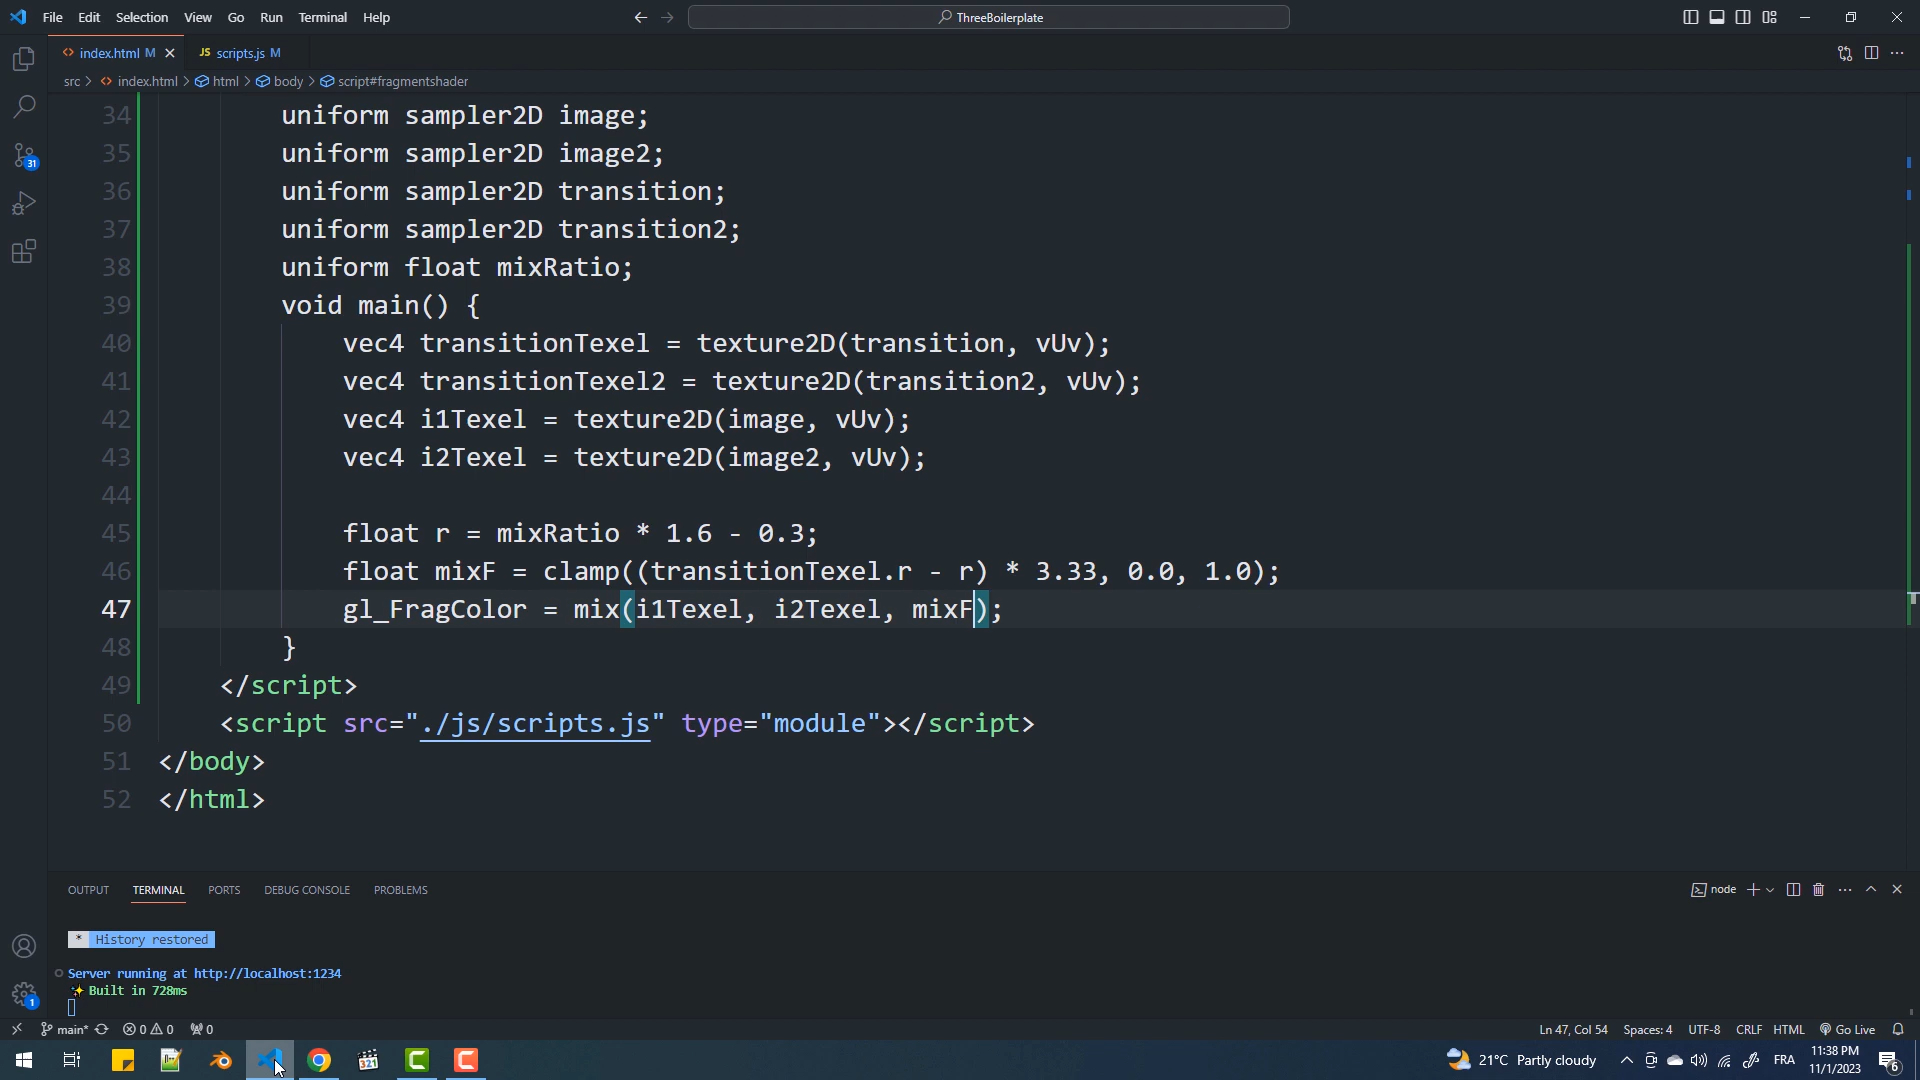 File Edit Selection View Go Run Terminal Help
ThreeBoilerplate
index.html M
JS scripts.js M
src > index.html > html > body > script#fragmentshader
34 uniform sampler2D image;
35 uniform sampler2D image2;
36 uniform sampler2D transition;
37 uniform sampler2D transition2;
38 uniform float mixRatio;
39 void main() {
40 vec4 transitionTexel = texture2D(transition, vUv);
41 vec4 transitionTexel2 = texture2D(transition2, vUv);
42 vec4 i1Texel = texture2D(image, vUv);
43 vec4 i2Texel = texture2D(image2, vUv);
44
45 float r = mixRatio * 1.6 - 0.3;
46 float mixF = clamp((transitionTexel.r - r) * 3.33, 0.0, 1.0);
47 gl_FragColor = mix(i1Texel, i2Texel, mixF);
48 }
49 </script>
50 <script src="./js/scripts.js" type="module"></script>
51 </body>
52 </html>
31
OUTPUT TERMINAL PORTS DEBUG CONSOLE PROBLEMS
node
* History restored
Server running at http://localhost:1234
✨ Built in 728ms
1
main* 0 0 0
Ln 47, Col 54 Spaces: 4 UTF-8 CRLF HTML Go Live
321
21°C Partly cloudy
FRA
11:38 PM
11/1/2023
6